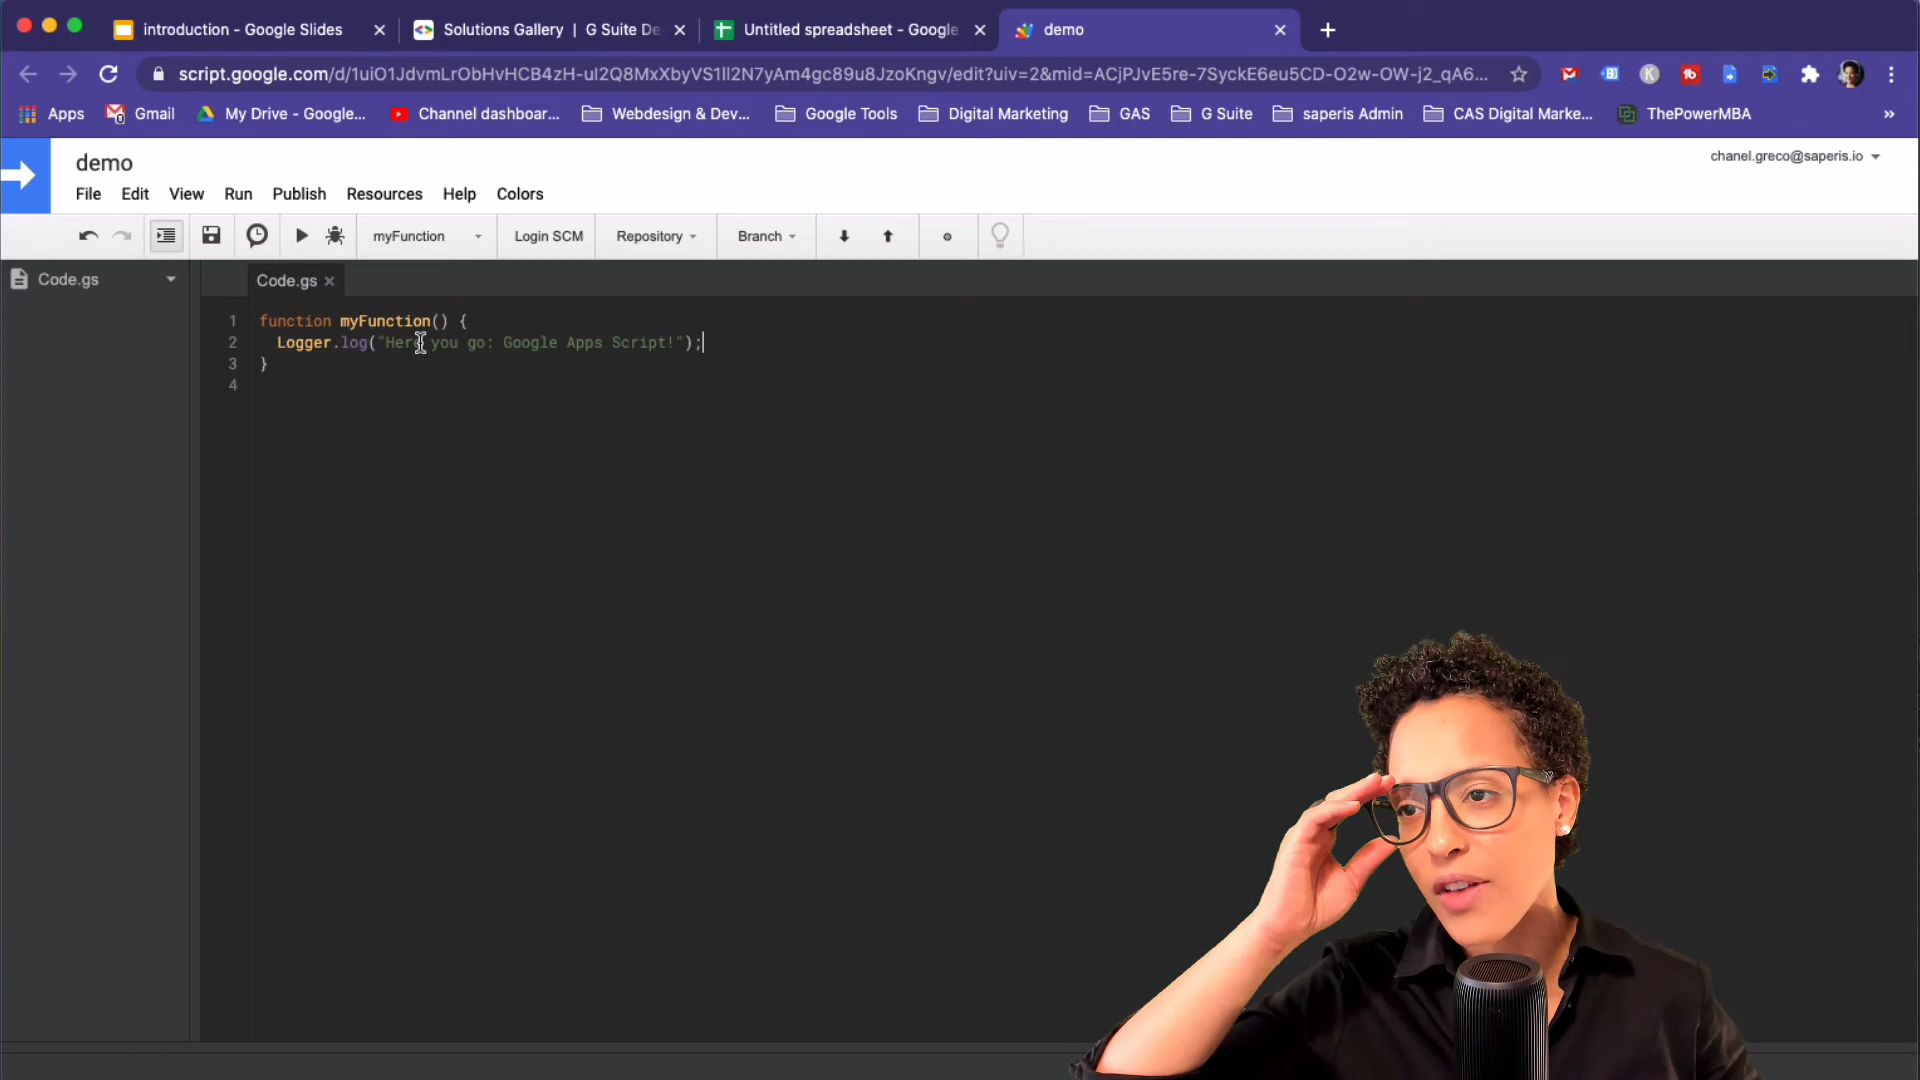 introduction - Google Slides
Solutions Gallery | G Suite De
Untitled spreadsheet - Google
demo
script.google.com/d/1uiO1JdvmLrObHvHCB4zH-uI2Q8MxXbyVS1lI2N7yAm4gc89u8JzoKngv/edit?uiv=2&mid=ACjPJvE5re-7SyckE6eu5CD-O2w-OW-j2_qA6...
Apps
Gmail
My Drive - Google...
Channel dashboar...
Webdesign & Dev...
Google Tools
Digital Marketing
GAS
G Suite
saperis Admin
CAS Digital Marke...
ThePowerMBA
»
demo
chanel.greco@saperis.io
File Edit View Run Publish Resources Help Colors
myFunction Login SCM Repository Branch
Code.gs
Code.gs
1 function myFunction() {
2 Logger.log("Here you go: Google Apps Script!");
3 }
4